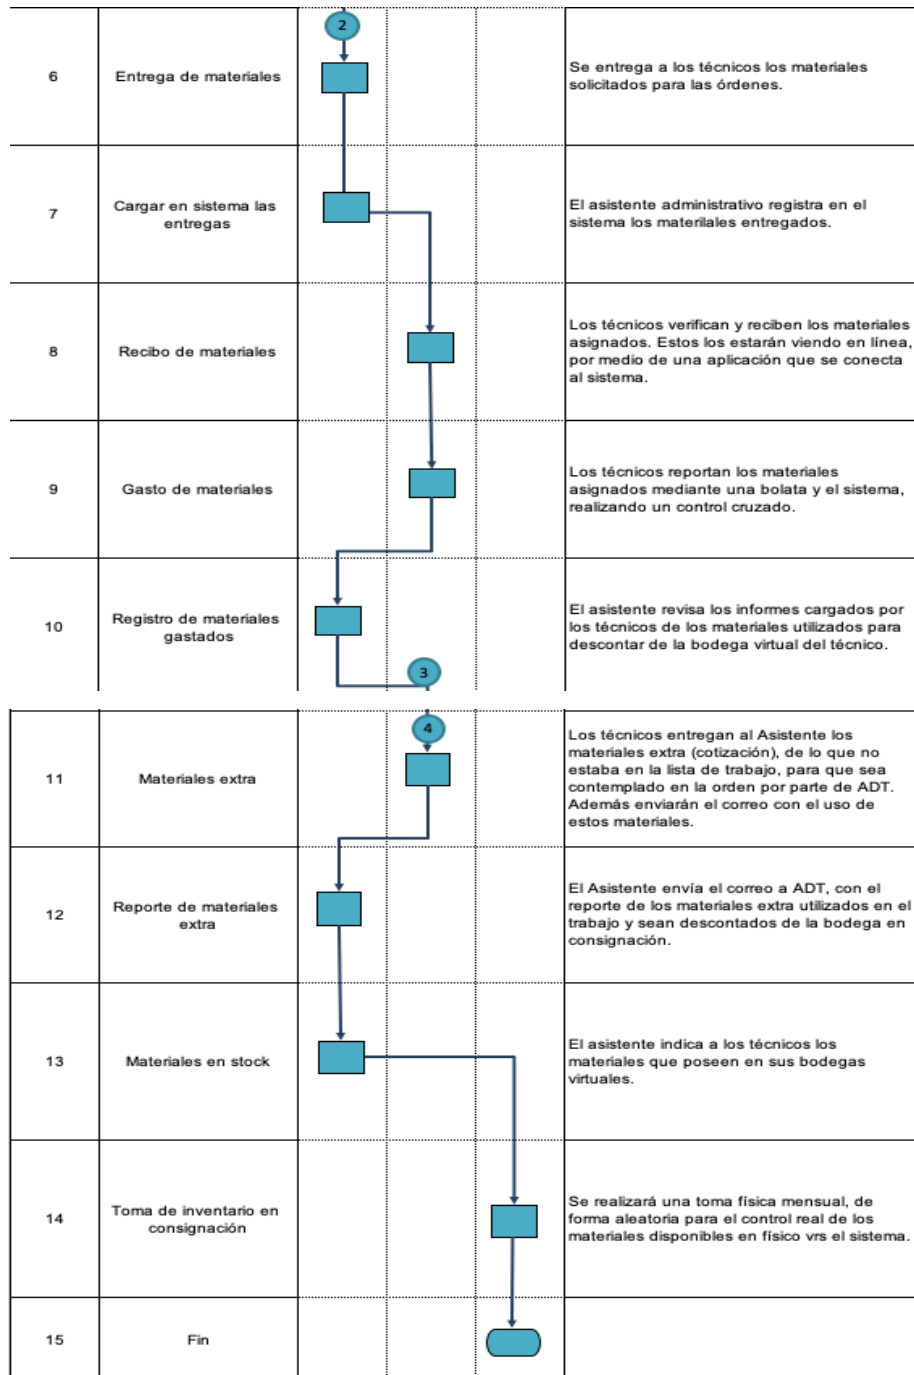 2
6
Entrega de materiales
Se entrega a los técnicos los materiales
solicitados para las órdenes.
7
Cargar en sistema las
entregas
El asistente administrativo registra en el
sistema los materilales entregados.
8
Recibo de materiales
Los técnicos verifican y reciben los materiales
asignados. Estos los estarán viendo en línea,
por medio de una aplicación que se conecta
al sistema.
9
Gasto de materiales
Los técnicos reportan los materiales
asignados mediante una bolata y el sistema,
realizando un control cruzado.
10
Registro de materiales
gastados
El asistente revisa los informes cargados por
los técnicos de los materiales utilizados para
descontar de la bodega virtual del técnico.
3
4
11
Materiales extra
Los técnicos entregan al Asistente los
materiales extra (cotización), de lo que no
estaba en la lista de trabajo, para que sea
contemplado en la orden por parte de ADT.
Además enviarán el correo con el uso de
estos materiales.
12
Reporte de materiales
extra
El Asistente envía el correo a ADT, con el
reporte de los materiales extra utilizados en el
trabajo y sean descontados de la bodega en
consignación.
13
Materiales en stock
El asistente indica a los técnicos los
materiales que poseen en sus bodegas
virtuales.
14
Toma de inventario en
consignación
Se realizará una toma física mensual, de
forma aleatoria para el control real de los
materiales disponibles en físico vrs el sistema.
15
Fin